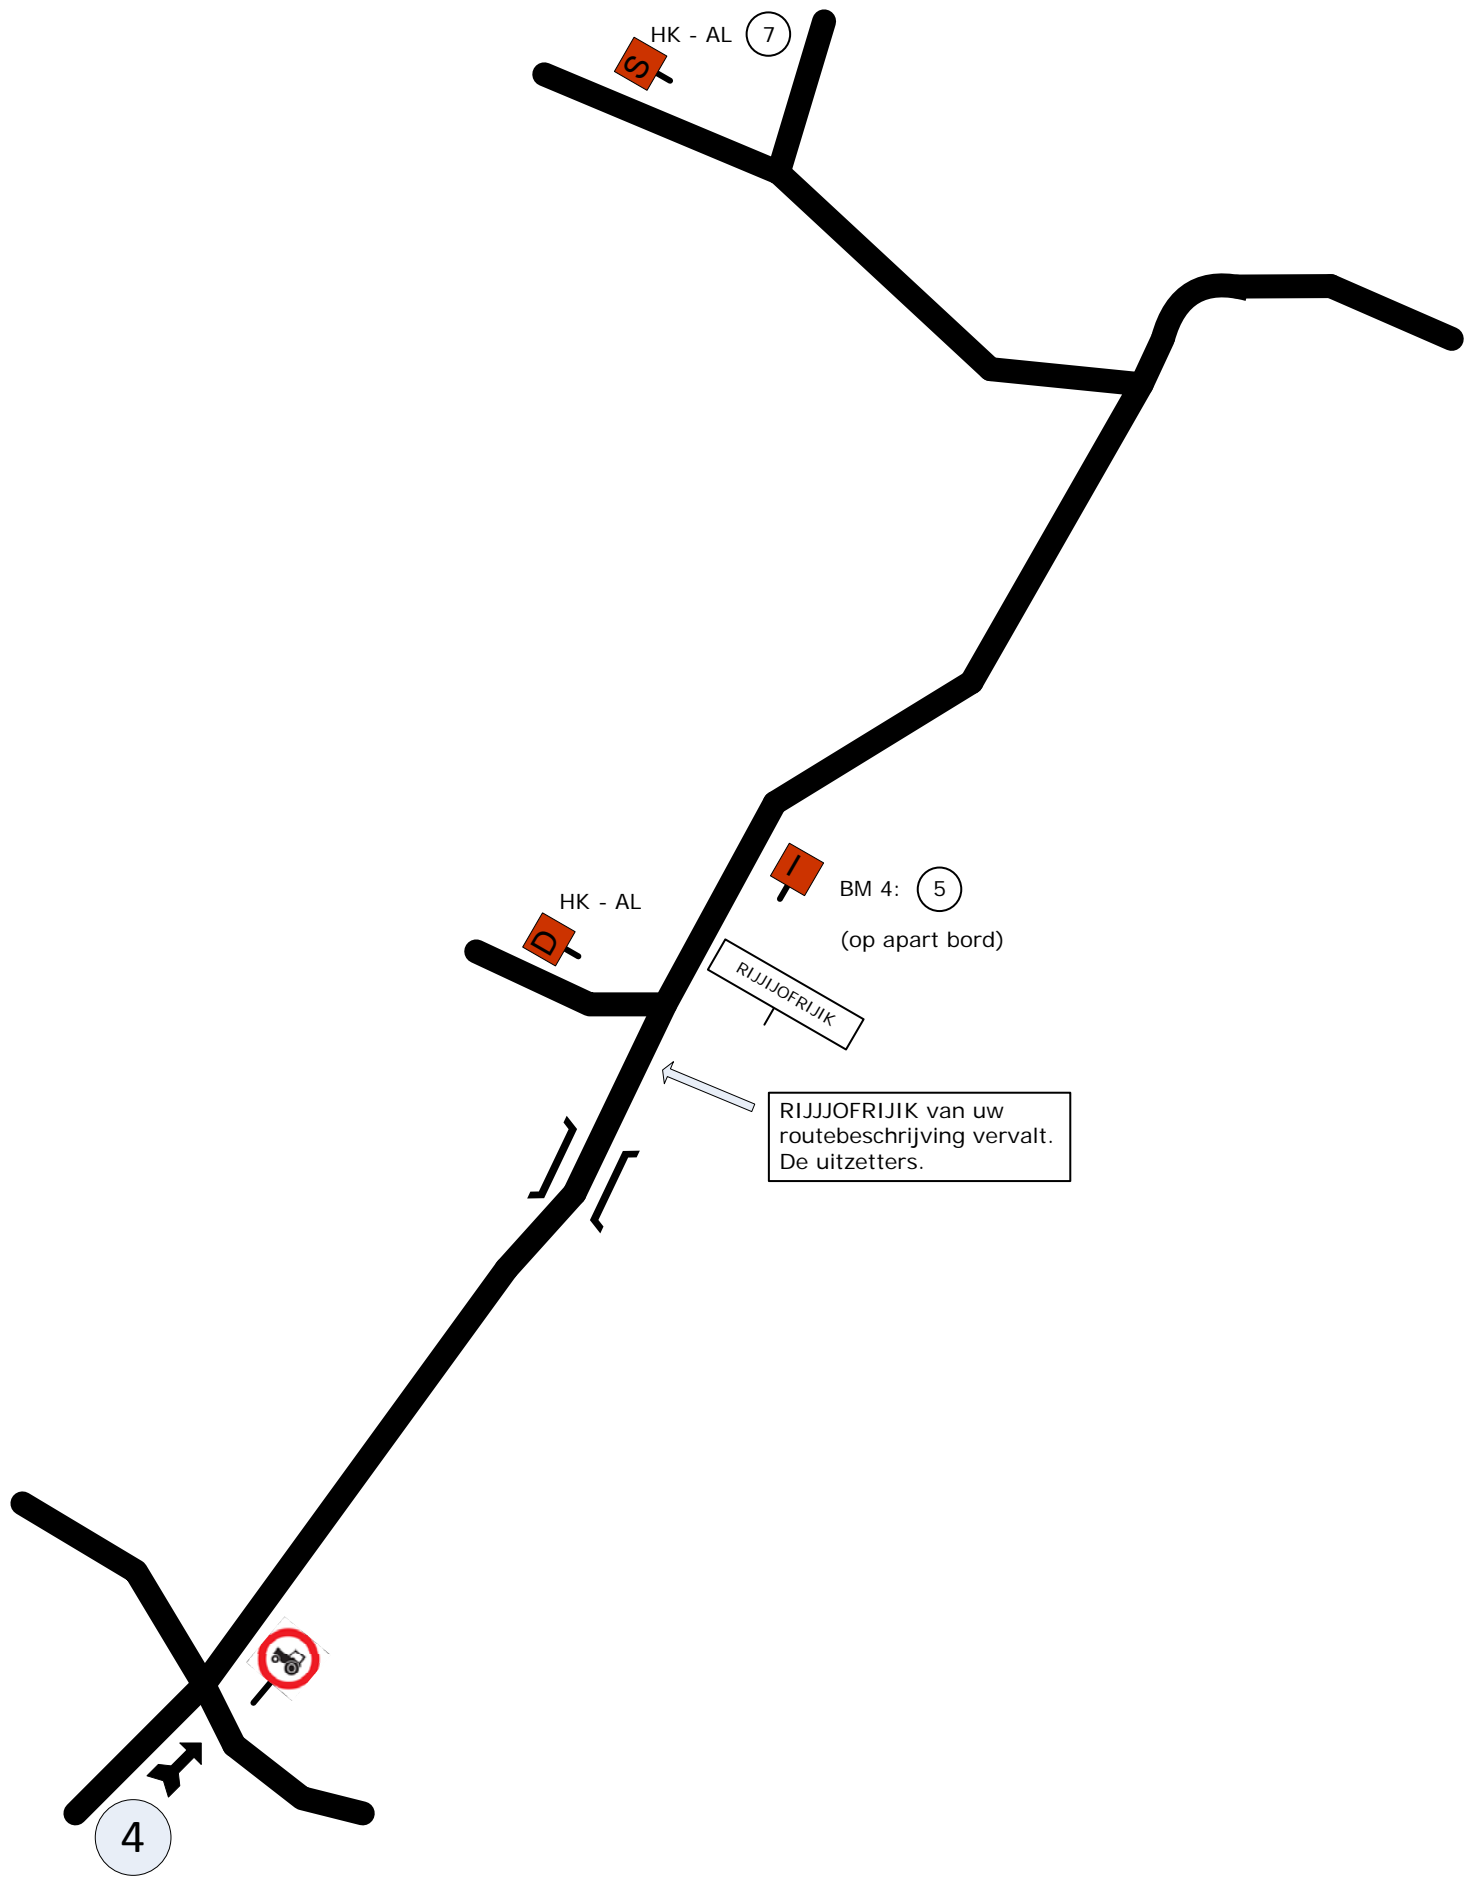 HK - AL 7
S
I
BM 4: 5
(op apart bord)
HK - AL
D
RIJJIJOFRIJIK
RIJJJOFRIJIK van uw
routebeschrijving vervalt.
De uitzetters.
4